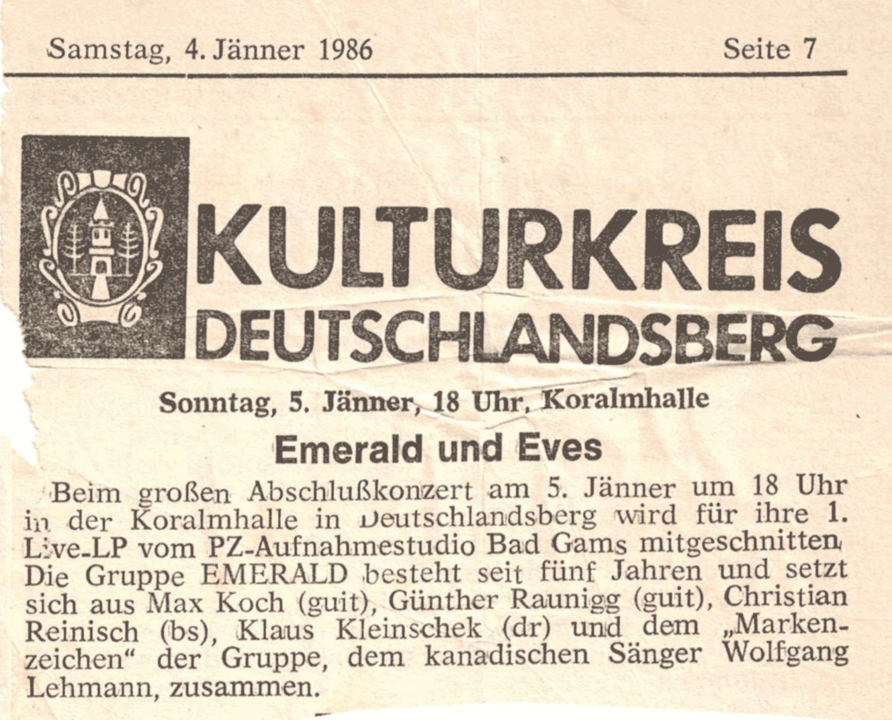 Samstag, 4. Jänner 1986 Seite 7
KULTURKREIS
DEUTSCHLANDSBERG
Sonntag, 5. Jänner, 18 Uhr, Koralmhalle
Emerald und Eves
Beim großen Abschlußkonzert am 5. Jänner um 18 Uhr
in der Koralmhalle in Deutschlandsberg wird für ihre 1.
Live-LP vom PZ-Aufnahmestudio Bad Gams mitgeschnitten.
Die Gruppe EMERALD besteht seit fünf Jahren und setzt
sich aus Max Koch (guit), Günther Raunigg (guit), Christian
Reinisch (bs), Klaus Kleinschek (dr) und dem „Marken-
zeichen“ der Gruppe, dem kanadischen Sänger Wolfgang
Lehmann, zusammen.